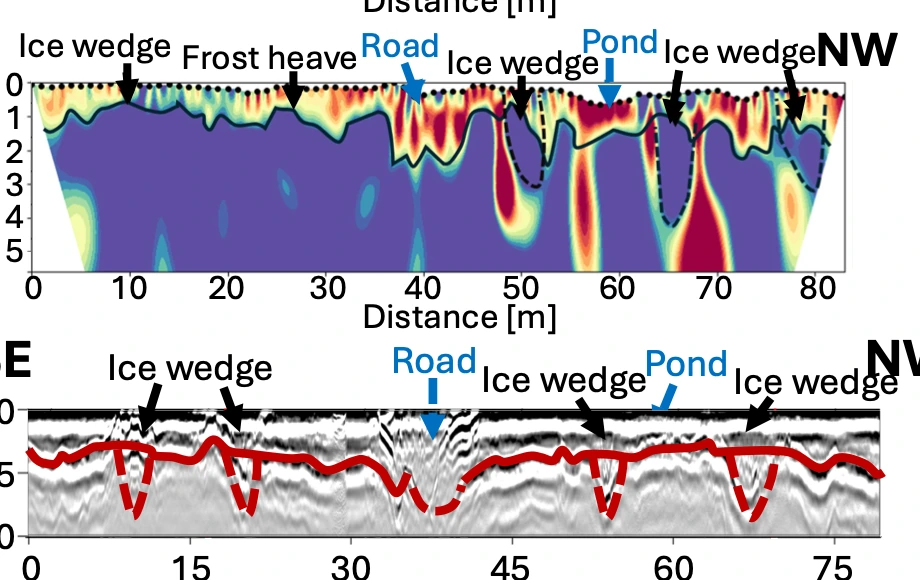 Distance [m]
Ice wedge Frost heave Road Ice wedge Pond Ice wedge NW
0
1
2
3
4
5
0 10 20 30 40 50 60 70 80
Distance [m]
E Ice wedge Road Ice wedge Pond Ice wedge NW
0
5
0
0 15 30 45 60 75